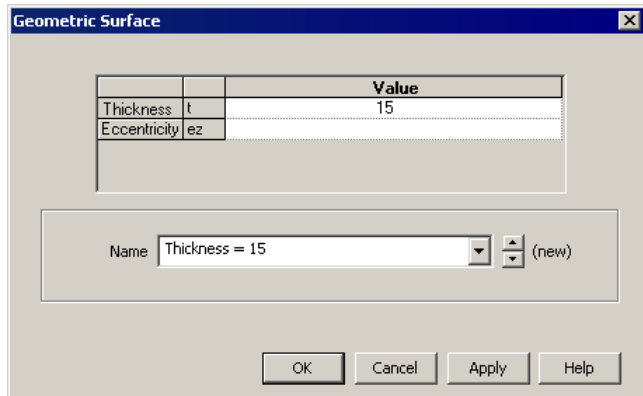 Geometric Surface
Value
Thickness t 15
Eccentricity ez
Name Thickness = 15 (new)
OK Cancel Apply Help